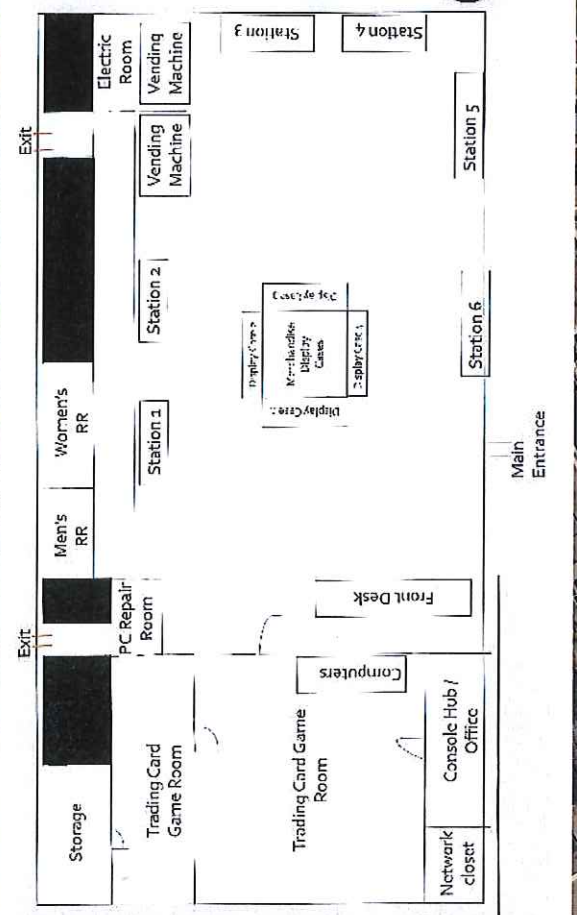 Exit
Exit
Storage
PC Repair
Room
Men's
RR
Women's
RR
Electric
Room
Trading Card
Game Room
Station 1
Station 2
Vending
Machine
Vending
Machine
Trading Card Game
Room
Computers
Front Desk
Merchandise
Display
Cases
Display Case
Station 3
Station 4
Network
closet
Console Hub /
Office
Station 6
Station 5
Main
Entrance